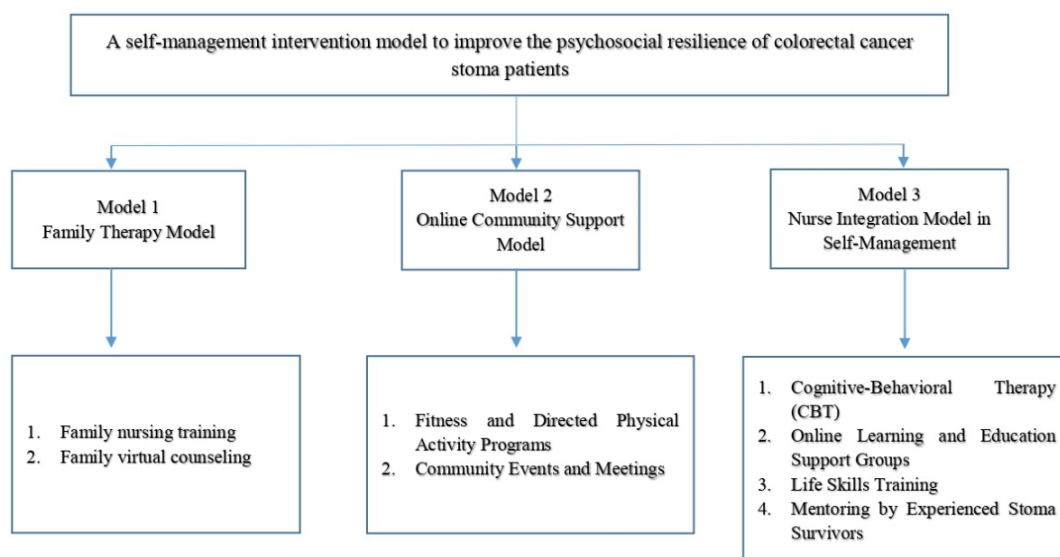 A self-management intervention model to improve the psychosocial resilience of colorectal cancer
stoma patients
Model 1
Family Therapy Model
Model 2
Online Community Support
Model
Model 3
Nurse Integration Model in
Self-Management
1. Family nursing training
2. Family virtual counseling
1. Fitness and Directed Physical
Activity Programs
2. Community Events and Meetings
1. Cognitive-Behavioral Therapy
(CBT)
2. Online Learning and Education
Support Groups
3. Life Skills Training
4. Mentoring by Experienced Stoma
Survivors